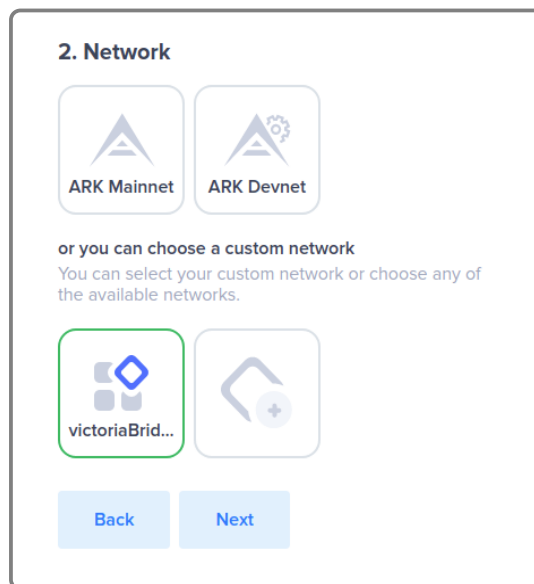 2. Network
ARK Mainnet
ARK Devnet
or you can choose a custom network
You can select your custom network or choose any of
the available networks.
victoriaBrid...
Back
Next